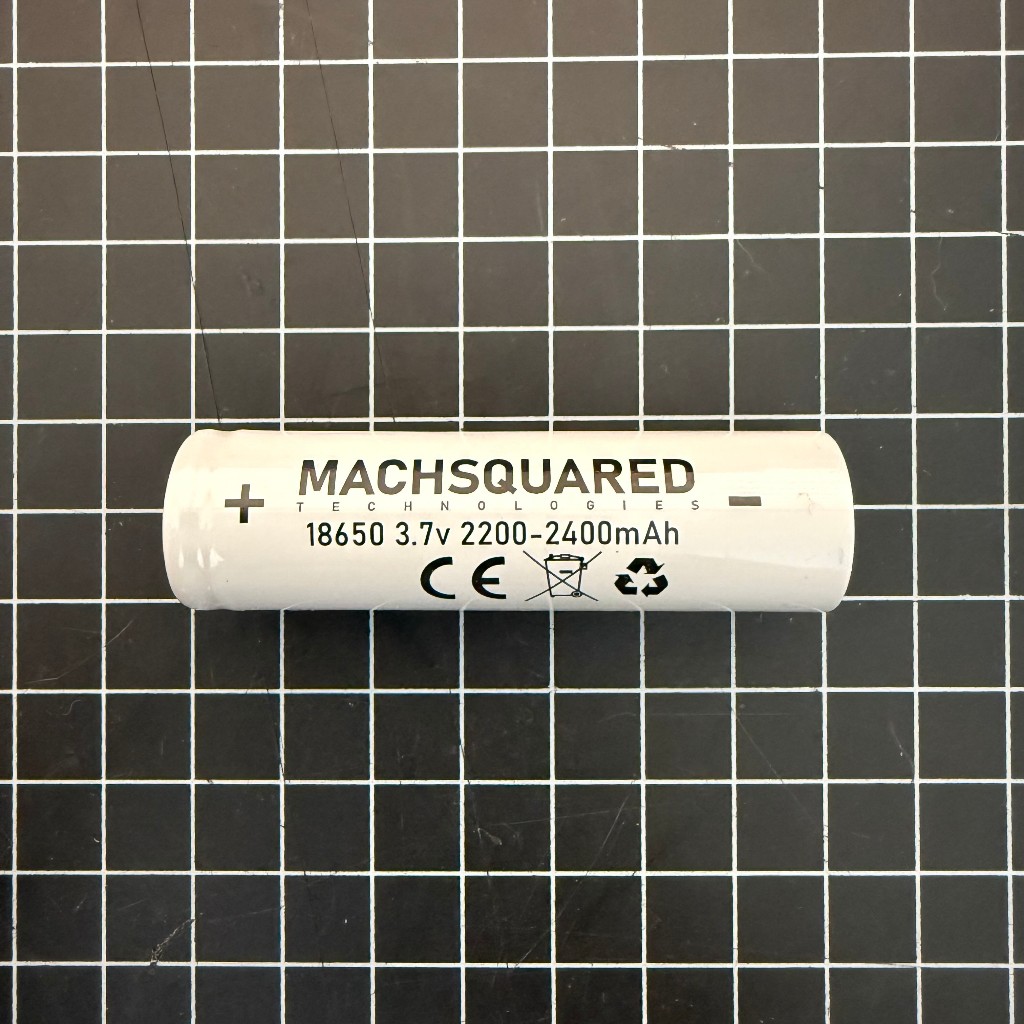 MACHSQUARED
TECHNOLOGIES
+ -
18650 3.7v 2200-2400mAh
CE